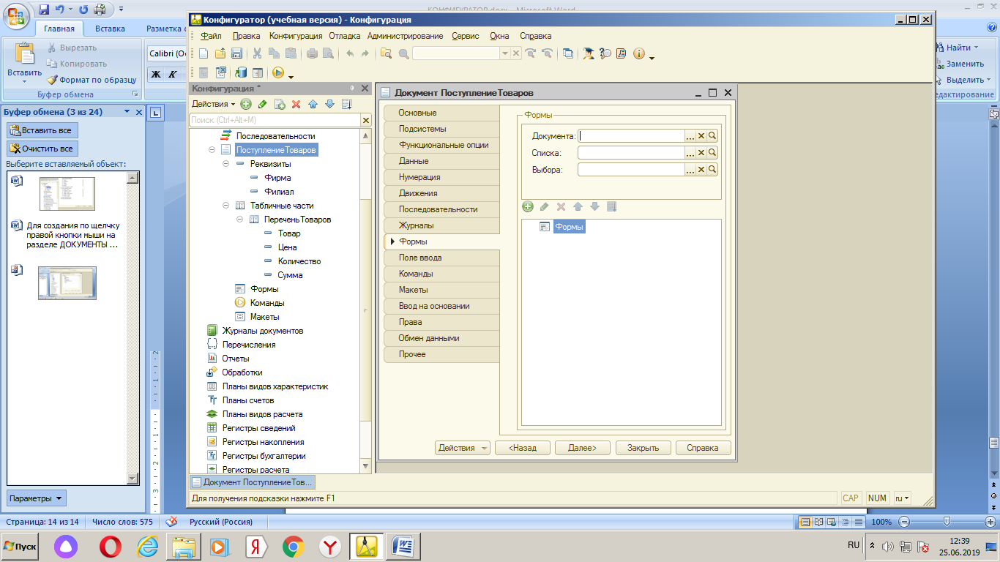 КОНФИГУРАТОР.docx - Microsoft Word
Главная
Вставка
Разметка с
Вставить
Вырезать
Копировать
Формат по образцу
Буфер обмена
Calibri (Ос
Ж К
Найти
Заменить
Выделить
едактирование
Буфер обмена (3 из 24)
Вставить все
Очистить все
Выберите вставляемый объект:
Для создания по щелчку
правой кнопки мыши на
разделе ДОКУМЕНТЫ ...
Параметры
Конфигуратор (учебная версия) - Конфигурация
Файл Правка Конфигурация Отладка Администрирование Сервис Окна Справка
Конфигурация *
Действия
Поиск (Ctrl+Alt+M)
Последовательности
ПоступлениеТоваров
Реквизиты
Фирма
Филиал
Табличные части
ПереченьТоваров
Товар
Цена
Количество
Сумма
Формы
Команды
Макеты
Журналы документов
Перечисления
Отчеты
Обработки
Планы видов характеристик
Планы счетов
Планы видов расчета
Регистры сведений
Регистры накопления
Регистры бухгалтерии
Регистры расчета
Документ ПоступлениеТоваров
Основные
Подсистемы
Функциональные опции
Данные
Нумерация
Движения
Последовательности
Журналы
Формы
Поле ввода
Команды
Макеты
Ввод на основании
Права
Обмен данными
Прочее
Формы
Документа:
Списка:
Выбора:
Формы
Действия
<Назад
Далее>
Закрыть
Справка
Документ ПоступлениеТов...
Для получения подсказки нажмите F1
CAP NUM ru
Страница: 14 из 14
Число слов: 575
Русский (Россия)
100%
Пуск
RU
12:39
25.06.2019